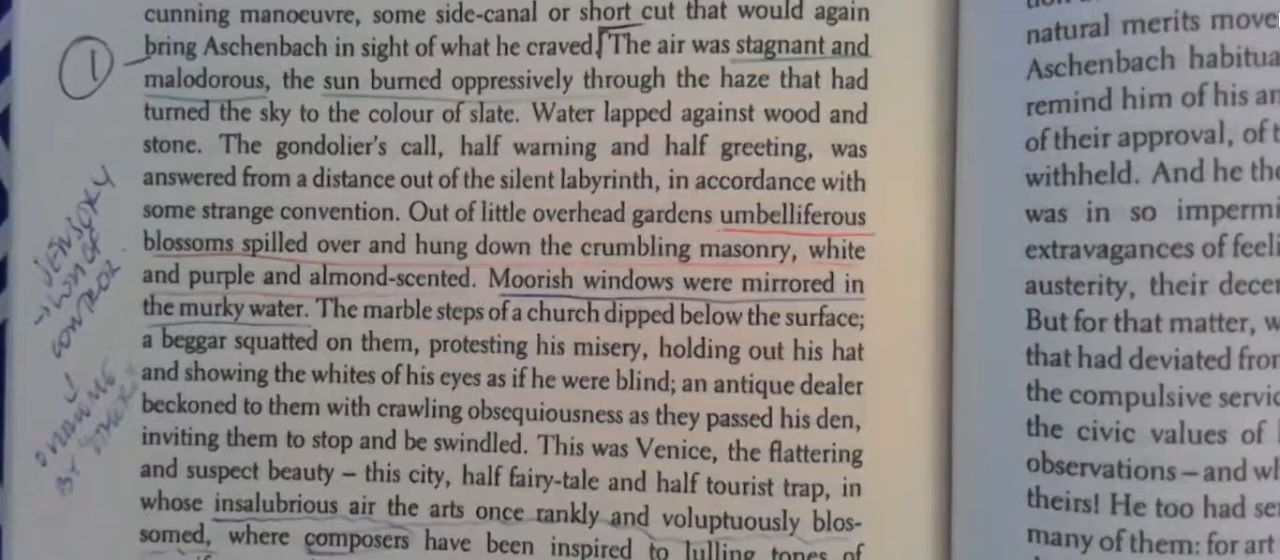 cunning manoeuvre, some side-canal or short cut that would again
bring Aschenbach in sight of what he craved. The air was stagnant and
malodorous, the sun burned oppressively through the haze that had
turned the sky to the colour of slate. Water lapped against wood and
stone. The gondolier's call, half warning and half greeting, was
answered from a distance out of the silent labyrinth, in accordance with
some strange convention. Out of little overhead gardens umbelliferous
blossoms spilled over and hung down the crumbling masonry, white
and purple and almond-scented. Moorish windows were mirrored in
the murky water. The marble steps of a church dipped below the surface;
a beggar squatted on them, protesting his misery, holding out his hat
and showing the whites of his eyes as if he were blind; an antique dealer
beckoned to them with crawling obsequiousness as they passed his den,
inviting them to stop and be swindled. This was Venice, the flattering
and suspect beauty – this city, half fairy-tale and half tourist trap, in
whose insalubrious air the arts once rankly and voluptuously blos-
somed, where composers have been inspired to lulling tones of
1
SENSORY
CONTROL
BY
natural merits move
Aschenbach habitua
remind him of his an
of their approval, of t
withheld. And he the
was in so impermi
extravagances of feeli
austerity, their decen
But for that matter, w
that had deviated from
the compulsive servic
the civic values of
observations – and wh
theirs! He too had ser
many of them: for art